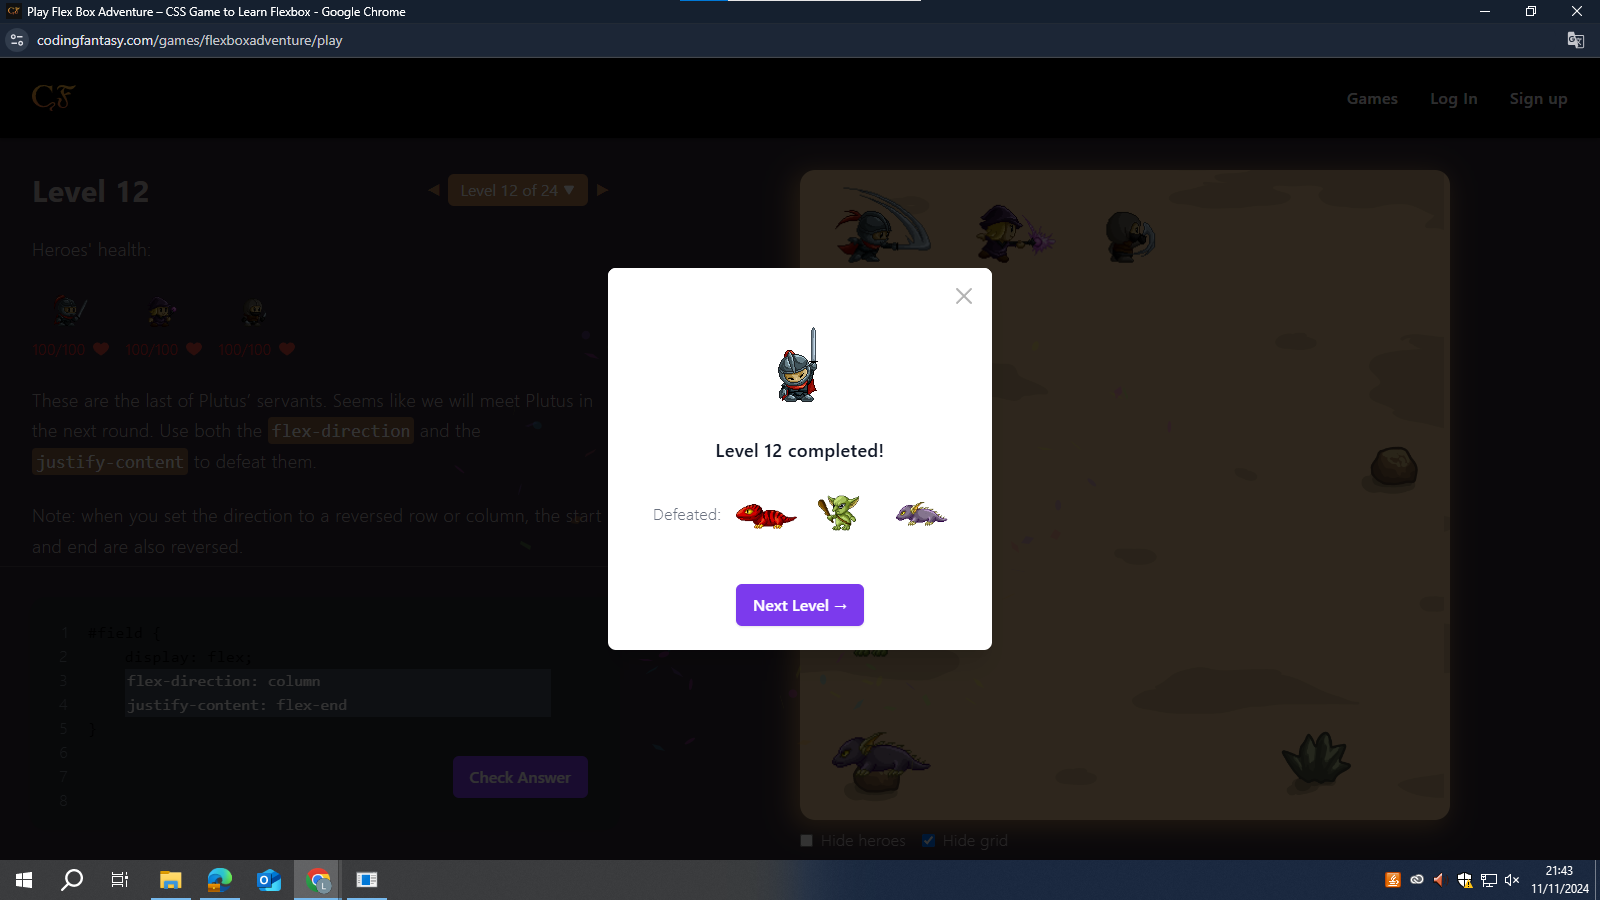 Play Flex Box Adventure – CSS Game to Learn Flexbox - Google Chrome
codingfantasy.com/games/flexboxadventure/play
CF
Games
Log In
Sign up
Level 12
Level 12 of 24 ▼
Heroes' health:
100/100 100/100 100/100
These are the last of Plutus' servants. Seems like we will meet Plutus in
the next round. Use both the flex-direction and the
justify-content to defeat them.
Note: when you set the direction to a reversed row or column, the start
and end are also reversed.
1 #field {
2 display: flex;
3 flex-direction: column
4 justify-content: flex-end
5 }
6
7
8
Check Answer
Level 12 completed!
Defeated:
Next Level →
Hide heroes
Hide grid
L
21:43
11/11/2024